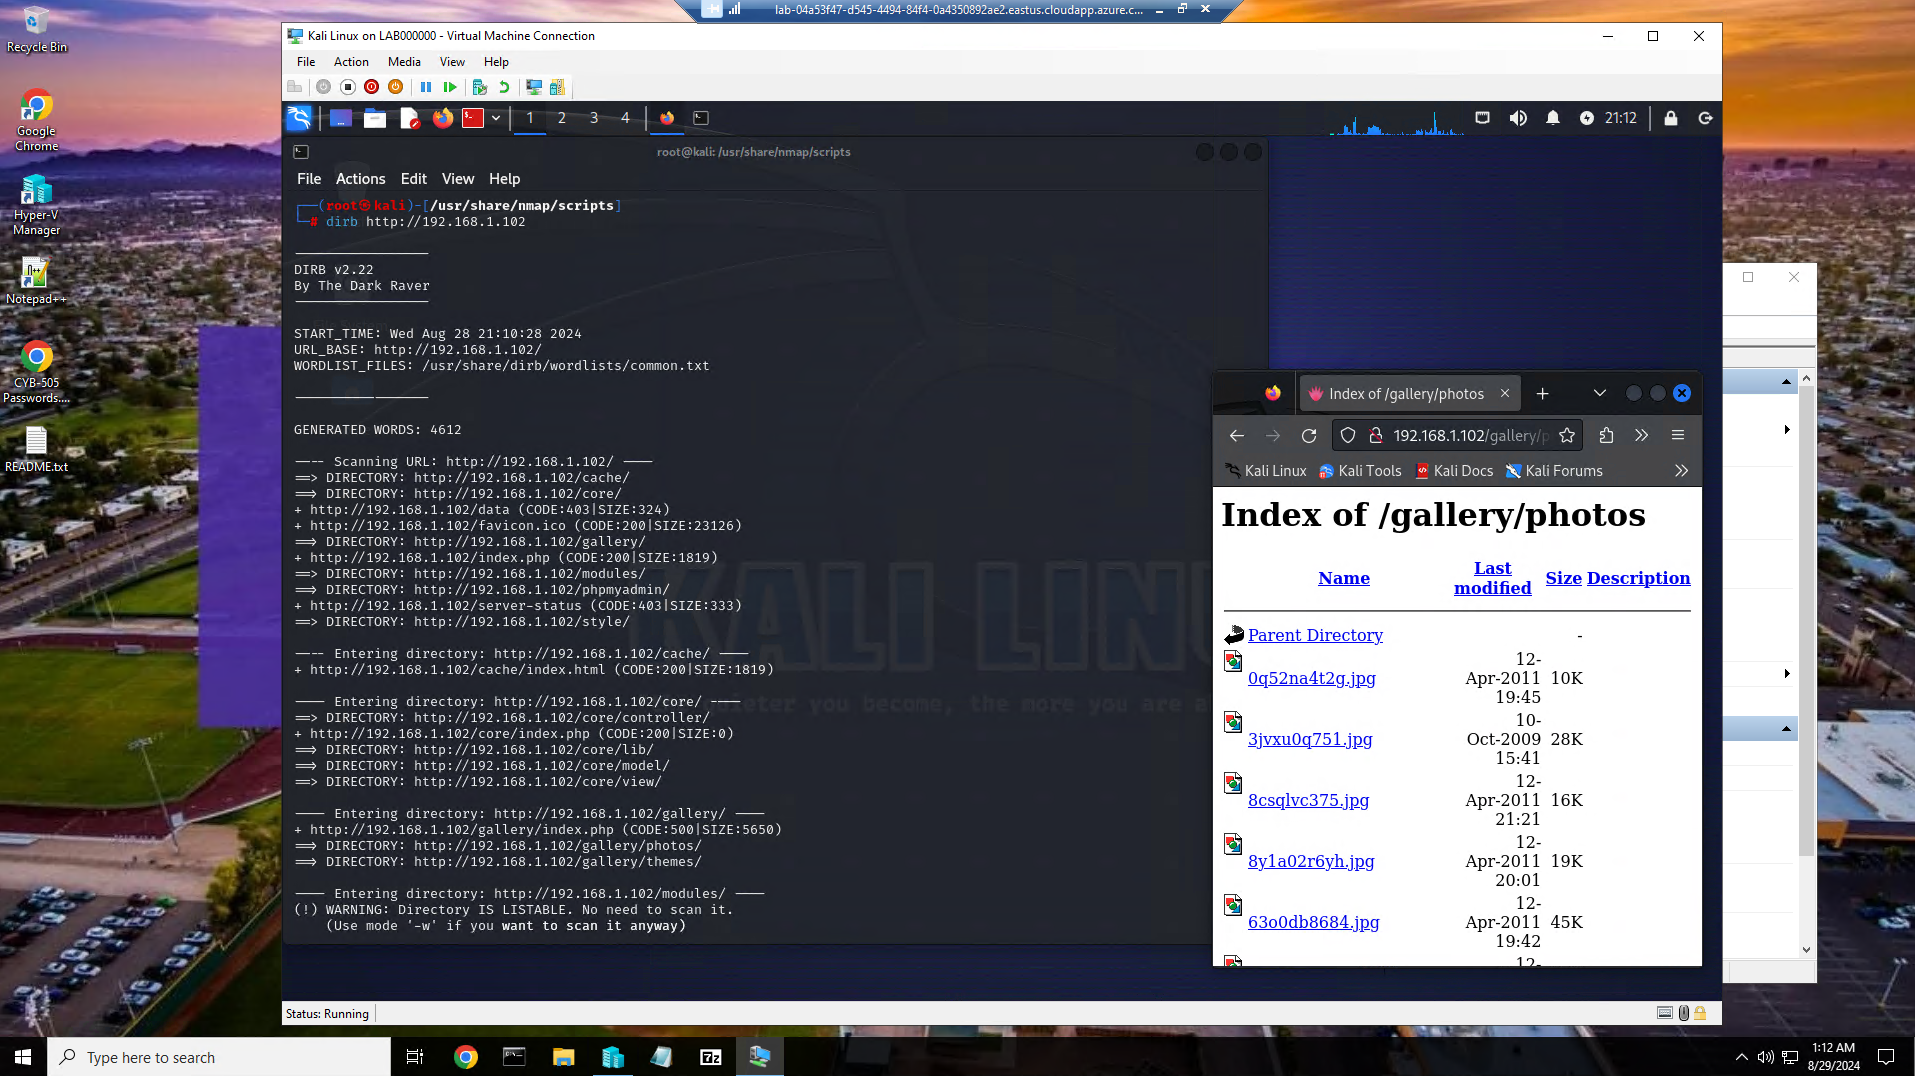 lab-04a53f47-d545-4494-84f4-0a4350892ae2.eastus.cloudapp.azure.c...
Recycle Bin
Google
Chrome
Hyper-V
Manager
Notepad++
CYB-505
Passwords....
README.txt
Kali Linux on LAB000000 - Virtual Machine Connection
File Action Media View Help
1 2 3 4
21:12
root@kali: /usr/share/nmap/scripts
File Actions Edit View Help
(root㉿kali)-[/usr/share/nmap/scripts]
# dirb http://192.168.1.102
DIRB v2.22
By The Dark Raver
START_TIME: Wed Aug 28 21:10:28 2024
URL_BASE: http://192.168.1.102/
WORDLIST_FILES: /usr/share/dirb/wordlists/common.txt
GENERATED WORDS: 4612
---- Scanning URL: http://192.168.1.102/ ----
==> DIRECTORY: http://192.168.1.102/cache/
==> DIRECTORY: http://192.168.1.102/core/
+ http://192.168.1.102/data (CODE:403|SIZE:324)
+ http://192.168.1.102/favicon.ico (CODE:200|SIZE:23126)
==> DIRECTORY: http://192.168.1.102/gallery/
+ http://192.168.1.102/index.php (CODE:200|SIZE:1819)
==> DIRECTORY: http://192.168.1.102/modules/
==> DIRECTORY: http://192.168.1.102/phpmyadmin/
+ http://192.168.1.102/server-status (CODE:403|SIZE:333)
==> DIRECTORY: http://192.168.1.102/style/
---- Entering directory: http://192.168.1.102/cache/ ----
+ http://192.168.1.102/cache/index.html (CODE:200|SIZE:1819)
---- Entering directory: http://192.168.1.102/core/ ----
==> DIRECTORY: http://192.168.1.102/core/controller/
+ http://192.168.1.102/core/index.php (CODE:200|SIZE:0)
==> DIRECTORY: http://192.168.1.102/core/lib/
==> DIRECTORY: http://192.168.1.102/core/model/
==> DIRECTORY: http://192.168.1.102/core/view/
---- Entering directory: http://192.168.1.102/gallery/ ----
+ http://192.168.1.102/gallery/index.php (CODE:500|SIZE:5650)
==> DIRECTORY: http://192.168.1.102/gallery/photos/
==> DIRECTORY: http://192.168.1.102/gallery/themes/
---- Entering directory: http://192.168.1.102/modules/ ----
(!) WARNING: Directory IS LISTABLE. No need to scan it.
(Use mode '-w' if you want to scan it anyway)
KALI LINU
quieter you become, the more you are a
Index of /gallery/photos
192.168.1.102/gallery/p
Kali Linux Kali Tools Kali Docs Kali Forums
Index of /gallery/photos
Name Last modified Size Description
Parent Directory -
0q52na4t2g.jpg 12-Apr-2011 19:45 10K
3jvxu0q751.jpg 10-Oct-2009 15:41 28K
8csqlvc375.jpg 12-Apr-2011 21:21 16K
8y1a02r6yh.jpg 12-Apr-2011 20:01 19K
63o0db8684.jpg 12-Apr-2011 19:42 45K
12-
Status: Running
Type here to search
7z
1:12 AM
8/29/2024